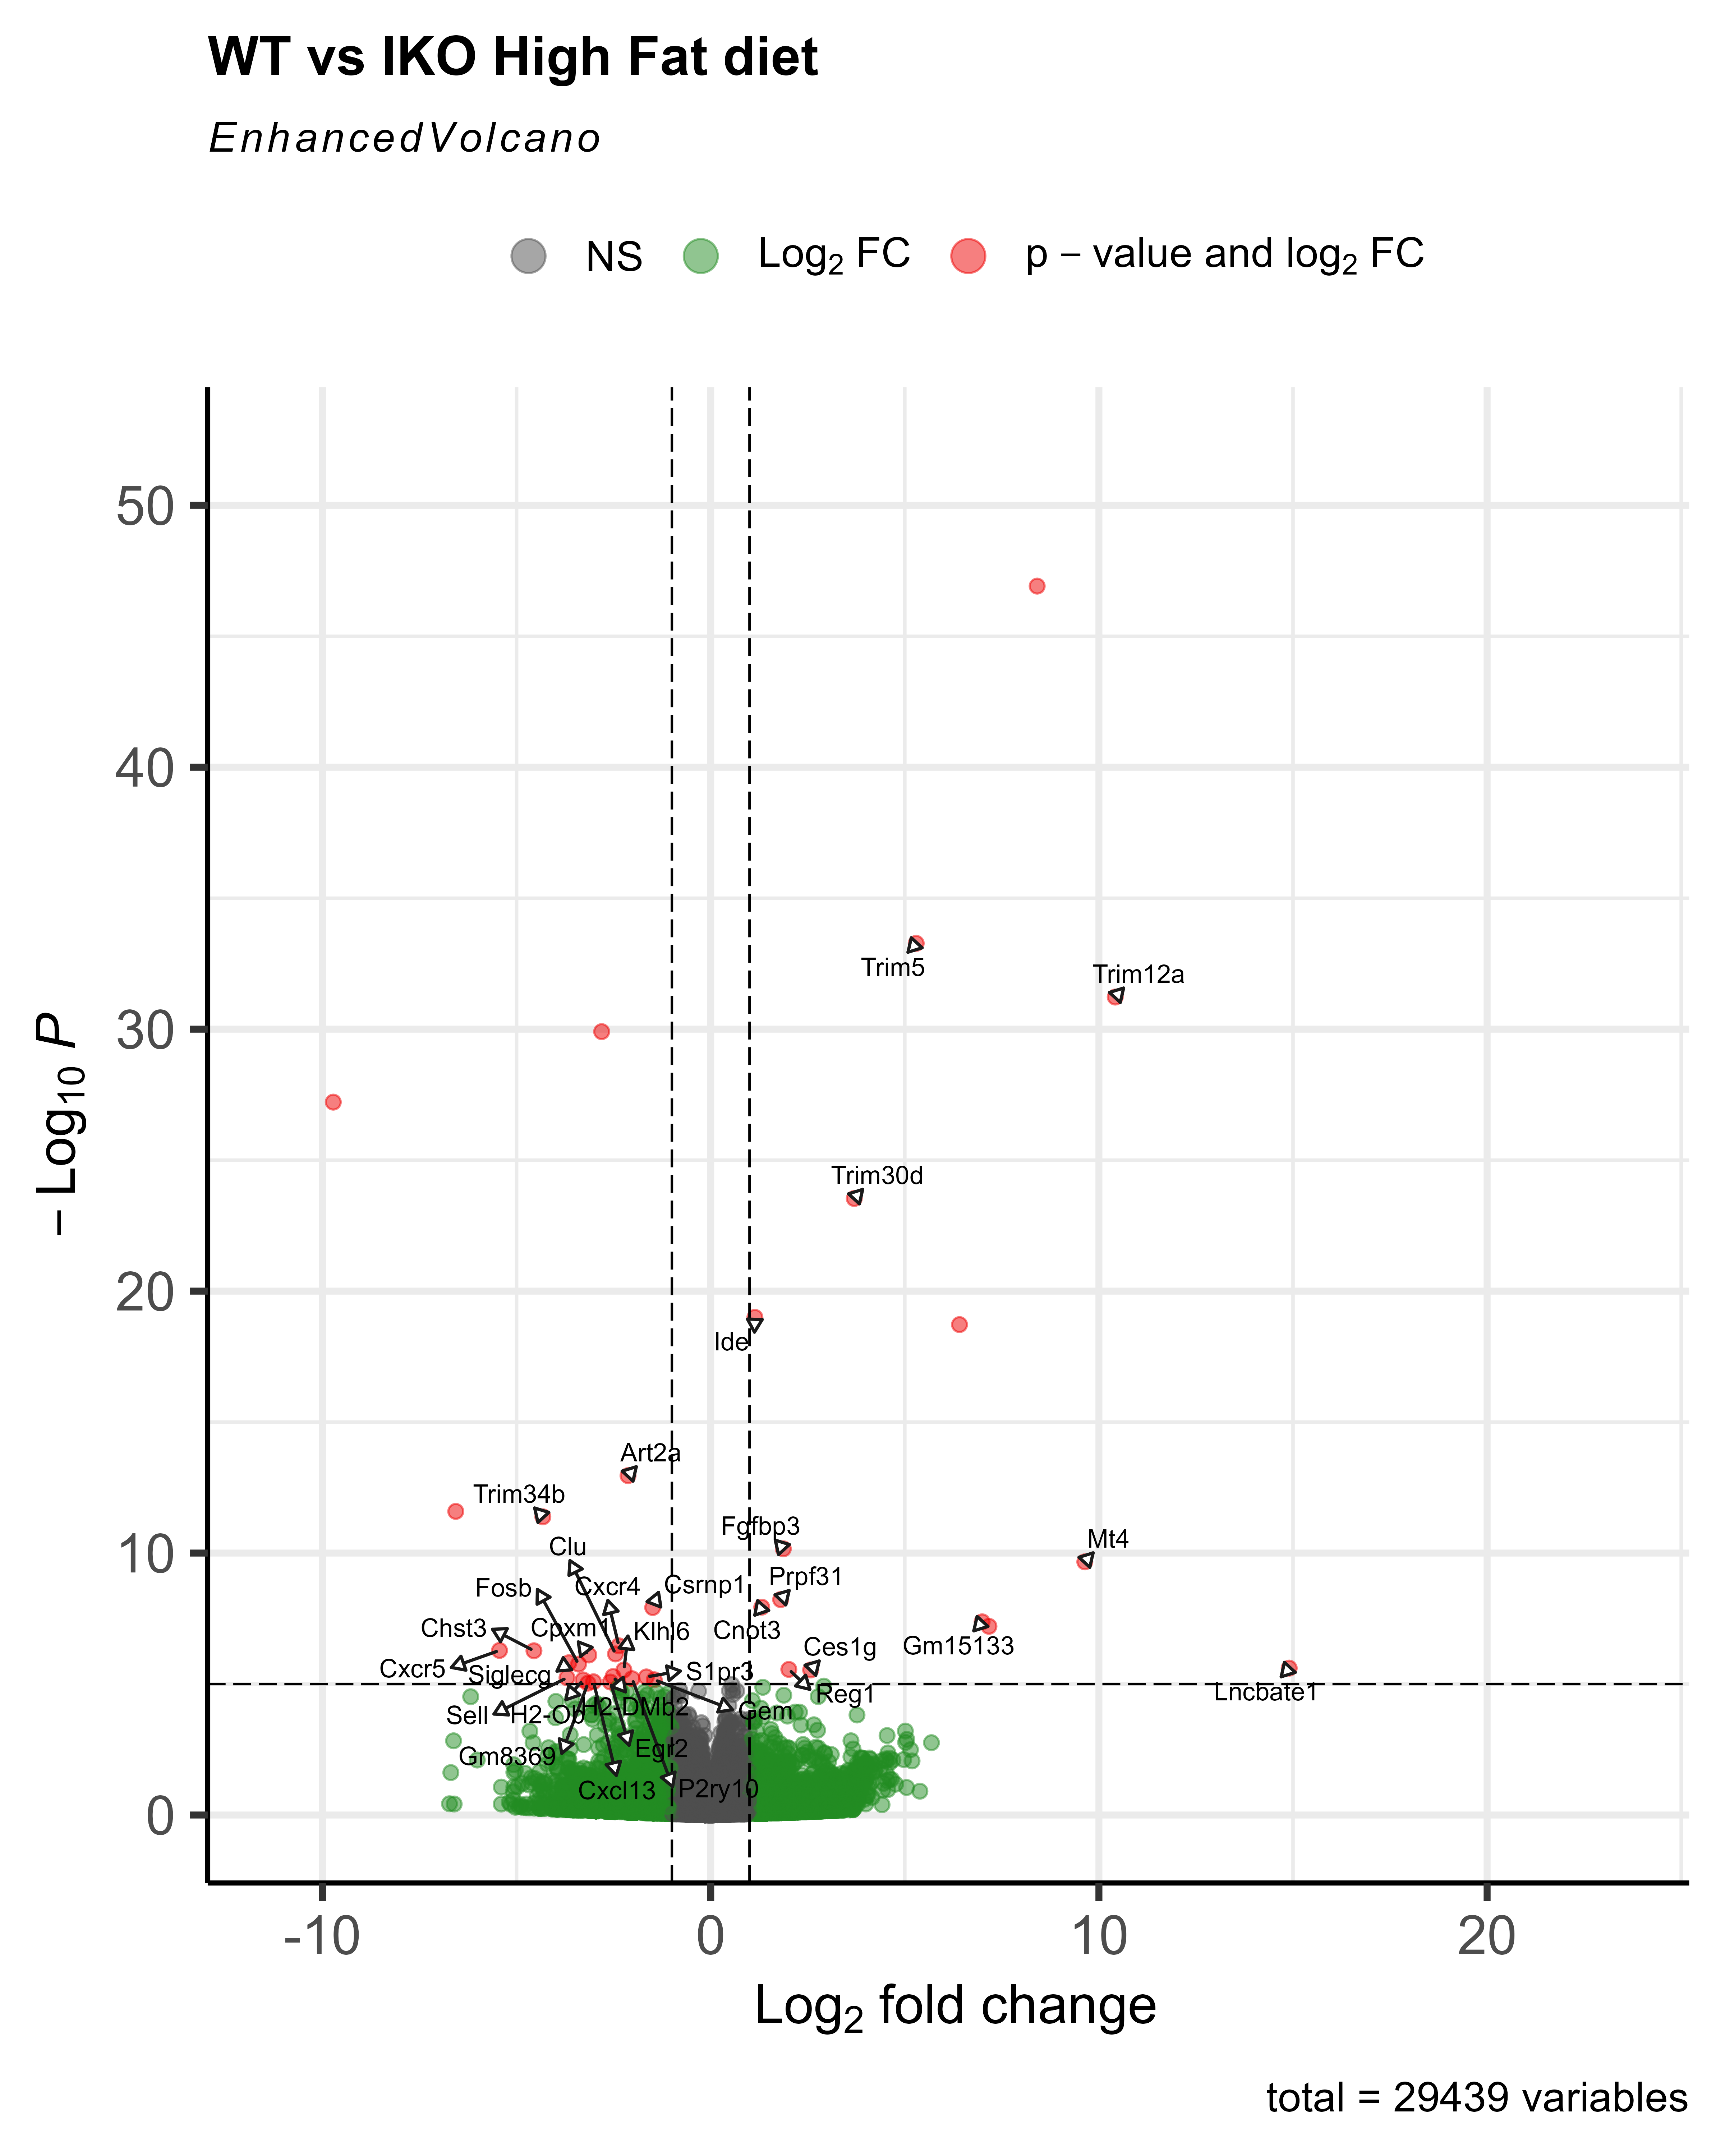 WT vs IKO High Fat diet
EnhancedVolcano
NS
Log2 FC
p − value and log2 FC
50
40
30
20
10
0
− Log10 P
Trim5
Trim12a
Trim30d
Ide
Art2a
Trim34b
Fgfbp3
Mt4
Clu
Prpf31
Fosb
Cxcr4
Csrnp1
Chst3
Cpxm1
Klhl6
Cnot3
Ces1g
Gm15133
Cxcr5
Siglecg
S1pr3
Reg1
Lncbate1
Sell
H2-Ob
H2-DMb2
Gem
Gm8369
Egr2
Cxcl13
P2ry10
-10
0
10
20
Log2 fold change
total = 29439 variables